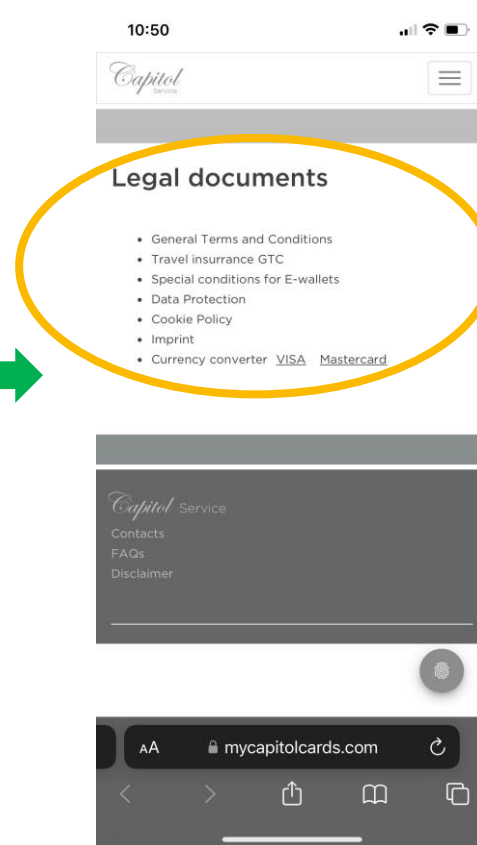 10:50
Capitol
Service
Legal documents
• General Terms and Conditions
• Travel insurrance GTC
• Special conditions for E-wallets
• Data Protection
• Cookie Policy
• Imprint
• Currency converter VISA Mastercard
Capitol Service
Contacts
FAQs
Disclaimer
AA mycapitolcards.com